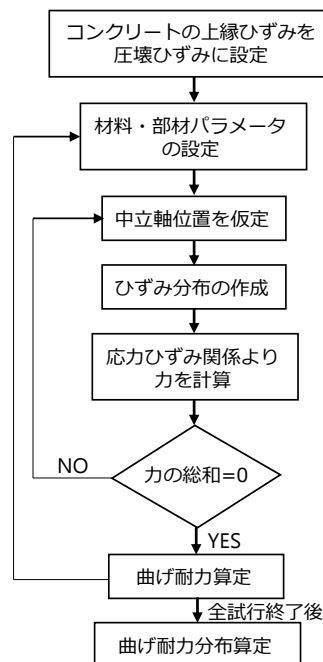 コンクリートの上縁ひずみを
圧壊ひずみに設定
材料・部材パラメータ
の設定
中立軸位置を仮定
ひずみ分布の作成
応力ひずみ関係より
力を計算
力の総和=0
NO
YES
曲げ耐力算定
全試行終了後
曲げ耐力分布算定